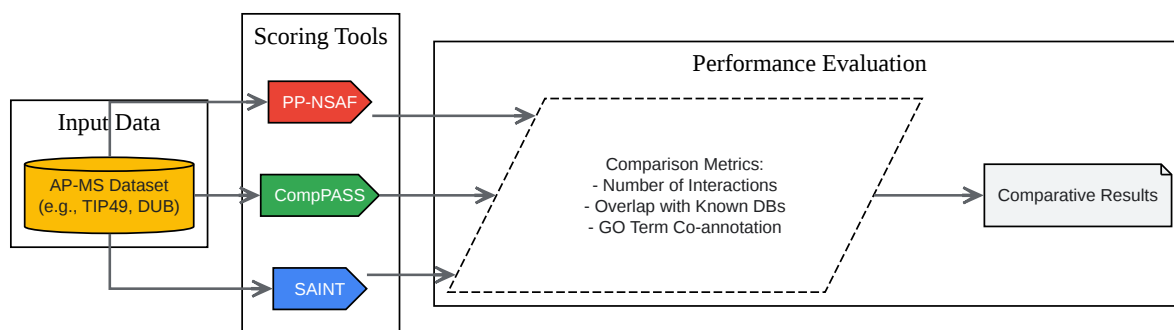 Input Data
AP-MS Dataset
(e.g., TIP49, DUB)
Scoring Tools
PP-NSAF
CompPASS
SAINT
Performance Evaluation
Comparison Metrics:
- Number of Interactions
- Overlap with Known DBs
- GO Term Co-annotation
Comparative Results